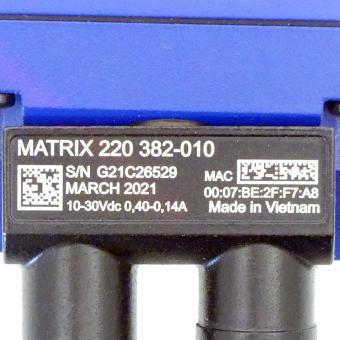 MATRIX 220 382-010
S/N G21C26529
MARCH 2021
10-30Vdc 0,40-0,14A
MAC
00:07:BE:2F:F7:A8
Made in Vietnam